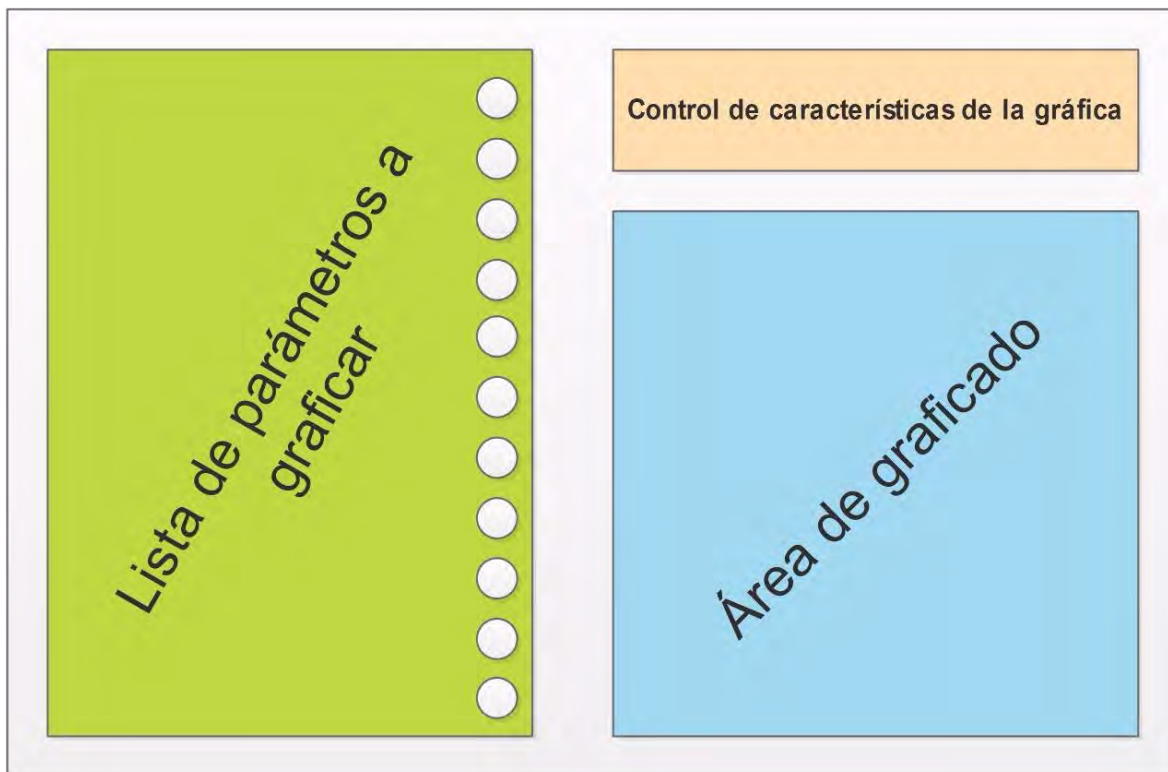 Lista de parámetros a
graficar
Control de características de la gráfica
Área de graficado